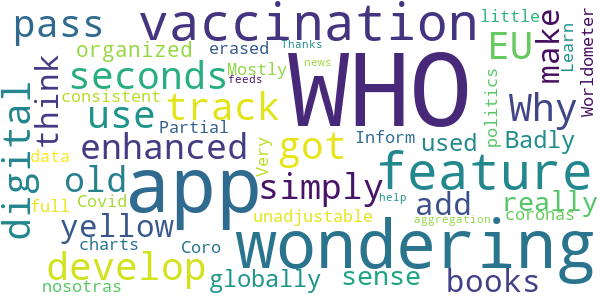 pass vaccination WHO EU make little Learn Worldometer
organized erased Thanks news feeds
seconds Mostly
think consistent track Why politics
digital use Partial Inform used Badly
enhanced got feature
data old app simply add really
full Covid Very help coronas
yellow unadjustable aggregation
charts Coro wondering
develop globally sense books
nosotras